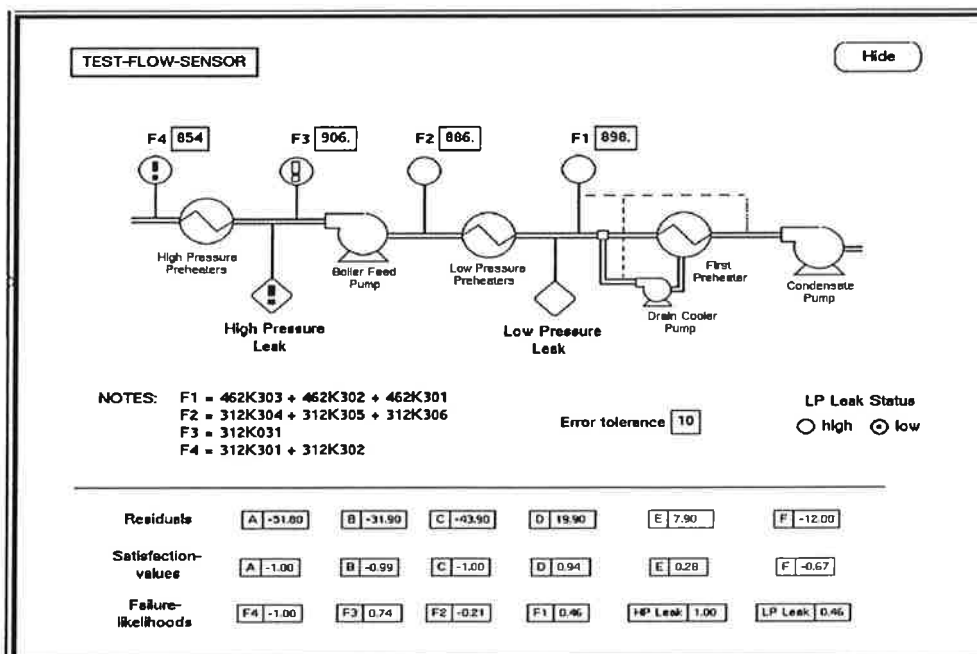 TEST-FLOW-SENSOR
Hide
F4 854
F3 906.
F2 886.
F1 898.
High Pressure
Preheaters
Boiler Feed
Pump
Low Pressure
Preheaters
First
Preheater
Condensate
Pump
Drain Cooler
Pump
High Pressure
Leak
Low Pressure
Leak
NOTES:
F1 = 462K303 + 462K302 + 462K301
F2 = 312K304 + 312K305 + 312K306
F3 = 312K031
F4 = 312K301 + 312K302
Error tolerance 10
LP Leak Status
high low
Residuals A -51.80 B -31.90 C -43.90 D 19.90 E 7.90 F -12.00
Satisfaction-
values A -1.00 B -0.99 C -1.00 D 0.94 E 0.28 F -0.67
Failure-
likelihoods F4 -1.00 F3 0.74 F2 -0.21 F1 0.46 HP Leak 1.00 LP Leak 0.46